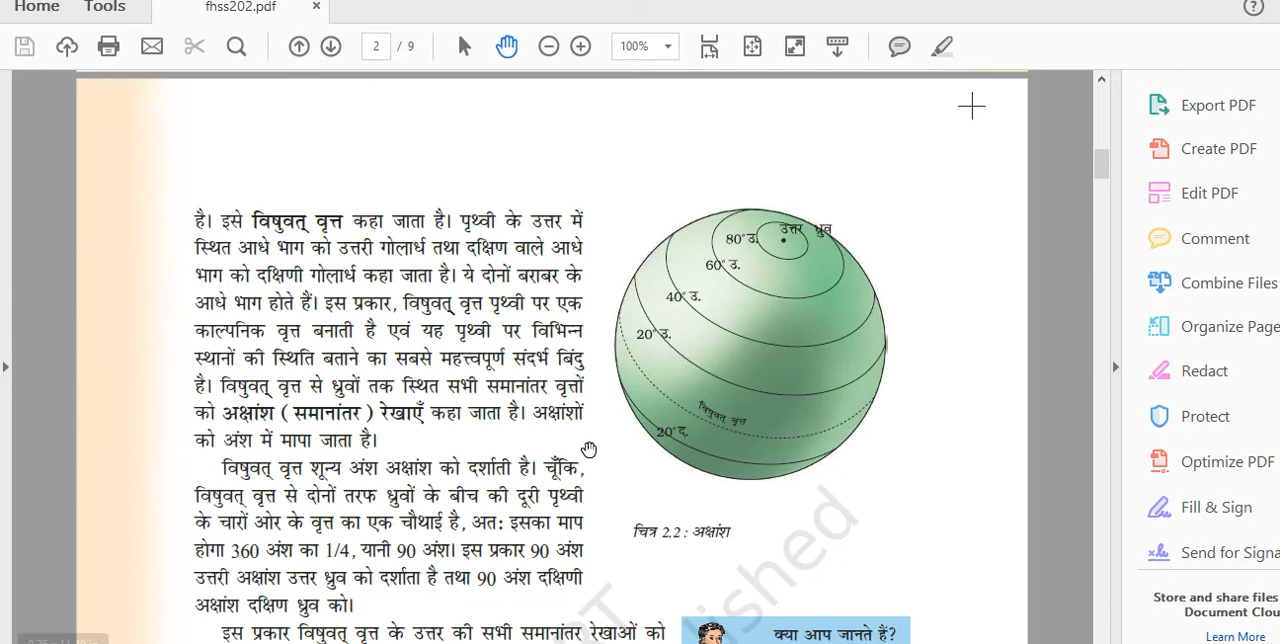 Home Tools fhss202.pdf ×
2 / 9 100%
Export PDF
Create PDF
Edit PDF
Comment
Combine Files
Organize Page
Redact
Protect
Optimize PDF
Fill & Sign
Send for Signa
Store and share files
Document Clou
Learn More
है। इसे विषुवत् वृत्त कहा जाता है। पृथ्वी के उत्तर में
स्थित आधे भाग को उत्तरी गोलार्ध तथा दक्षिण वाले आधे
भाग को दक्षिणी गोलार्ध कहा जाता है। ये दोनों बराबर के
आधे भाग होते हैं। इस प्रकार, विषुवत् वृत्त पृथ्वी पर एक
काल्पनिक वृत्त बनाती है एवं यह पृथ्वी पर विभिन्न
स्थानों की स्थिति बताने का सबसे महत्त्वपूर्ण संदर्भ बिंदु
है। विषुवत् वृत्त से ध्रुवों तक स्थित सभी समानांतर वृत्तों
को अक्षांश (समानांतर) रेखाएँ कहा जाता है। अक्षांशों
को अंश में मापा जाता है।
विषुवत् वृत्त शून्य अंश अक्षांश को दर्शाती है। चूँकि,
विषुवत् वृत्त से दोनों तरफ ध्रुवों के बीच की दूरी पृथ्वी
के चारों ओर के वृत्त का एक चौथाई है, अत: इसका माप
होगा 360 अंश का 1/4, यानी 90 अंश। इस प्रकार 90 अंश
उत्तरी अक्षांश उत्तर ध्रुव को दर्शाता है तथा 90 अंश दक्षिणी
अक्षांश दक्षिण ध्रुव को।
इस प्रकार विषुवत् वृत्त के उत्तर की सभी समानांतर रेखाओं को
उत्तर ध्रुव
80°उ.
60°उ.
40°उ.
20°उ.
विषुवत् वृत्त
20°द.
चित्र 2.2 : अक्षांश
क्या आप जानते हैं?